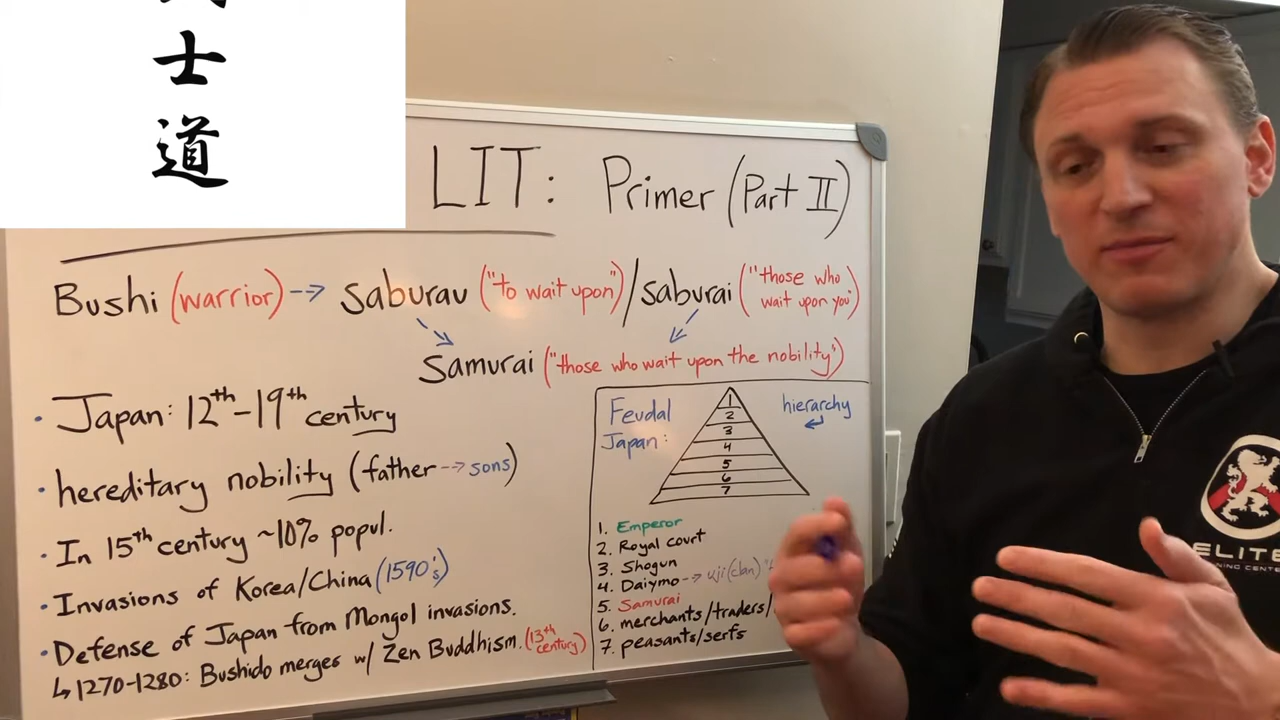 士
道
LIT: Primer (Part II)
Bushi (warrior) --> saburau ("to wait upon") / saburai ("those who wait upon you")
Samurai ("those who wait upon the nobility")
• Japan: 12th-19th century
• hereditary nobility (father --> sons)
• In 15th century ~10% popul.
• Invasions of Korea/China (1590's)
• Defense of Japan from Mongol invasions.
↳ 1270-1280: Bushido merges w/ Zen Buddhism. (13th century)
Feudal
Japan:
hierarchy
1
2
3
4
5
6
7
1. Emperor
2. Royal court
3. Shogun
4. Daiymo --> uji (clan)
5. Samurai
6. merchants/traders/
7. peasants/serfs
ELITE